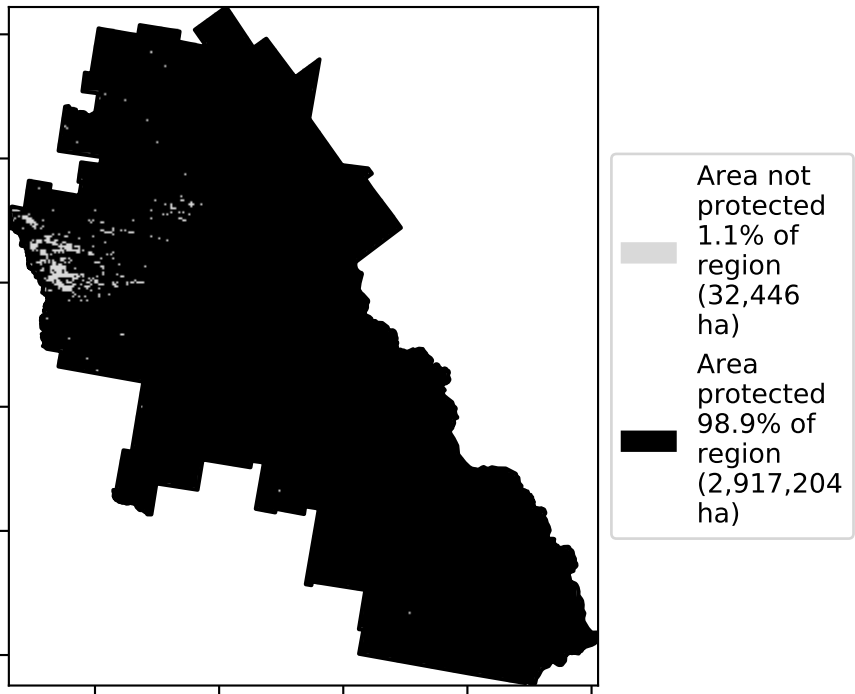 Area not
protected
1.1% of
region
(32,446
ha)
Area
protected
98.9% of
region
(2,917,204
ha)